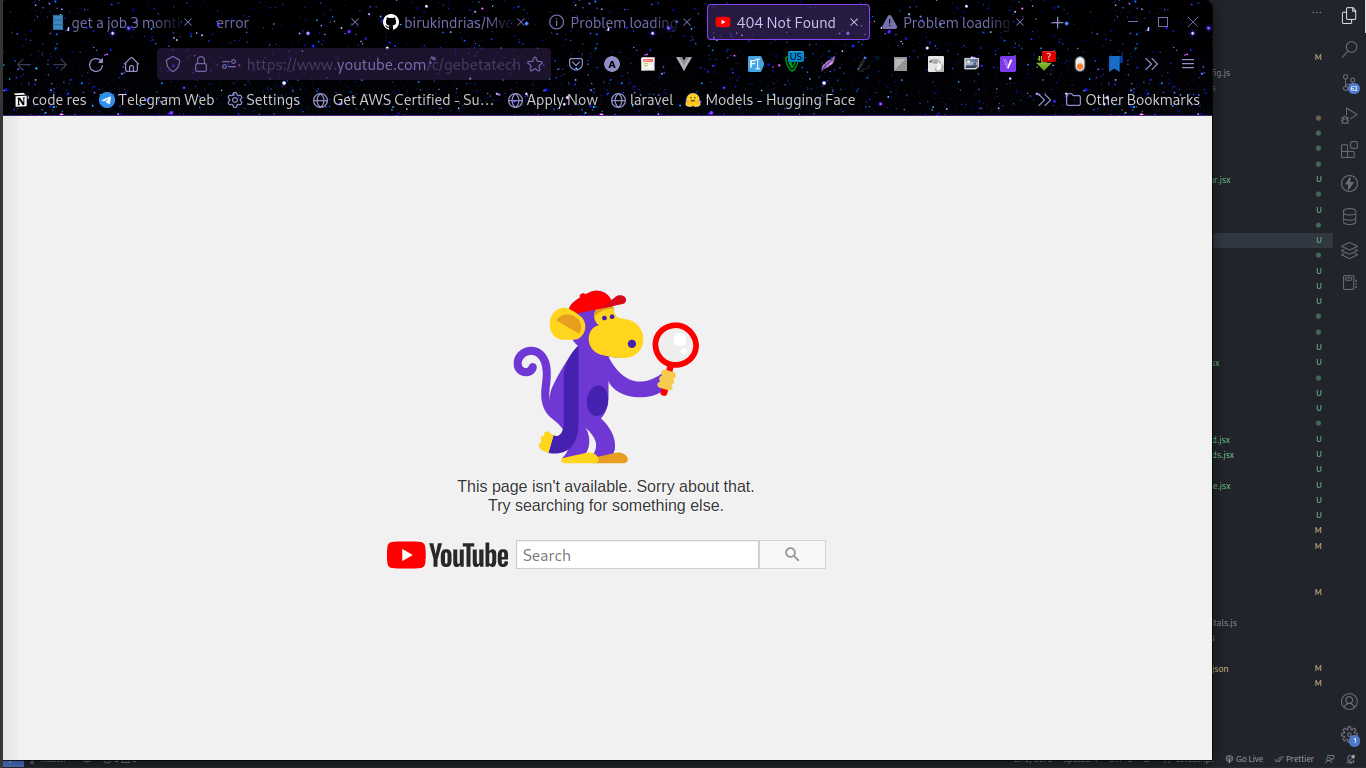 get a job 3 mont
error
birukindrias/Mve
Problem loading
404 Not Found
Problem loading
https://www.youtube.com/c/gebetatech
code res
Telegram Web
Settings
Get AWS Certified - Su…
Apply Now
laravel
Models - Hugging Face
Other Bookmarks
This page isn't available. Sorry about that.
Try searching for something else.
YouTube
Search
fig.js
62
ar.jsx
sx
d.jsx
ds.jsx
e.jsx
tals.js
json
1
Go Live
Prettier